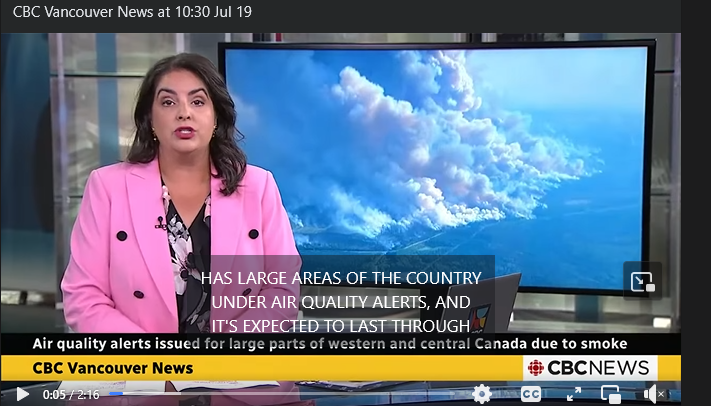 CBC Vancouver News at 10:30 Jul 19
HAS LARGE AREAS OF THE COUNTRY
UNDER AIR QUALITY ALERTS, AND
IT'S EXPECTED TO LAST THROUGH
Air quality alerts issued for large parts of western and central Canada due to smoke
CBC Vancouver News
CBCNEWS
0:05 / 2:16
CC